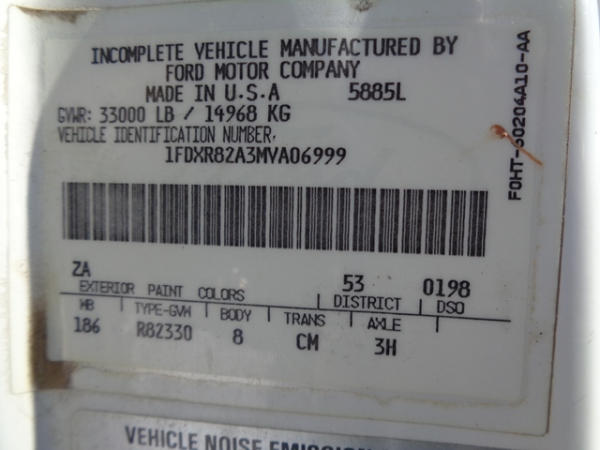 INCOMPLETE VEHICLE MANUFACTURED BY
FORD MOTOR COMPANY
MADE IN U.S.A 5885L
GVWR: 33000 LB / 14968 KG
VEHICLE IDENTIFICATION NUMBER.
1FDXR82A3MVA06999
F0HT-60204A10-AA
ZA 53 0198
EXTERIOR PAINT COLORS DISTRICT DSO
WB TYPE-GVW BODY TRANS AXLE
186 R82330 8 CM 3H
VEHICLE NOISE EMISSION